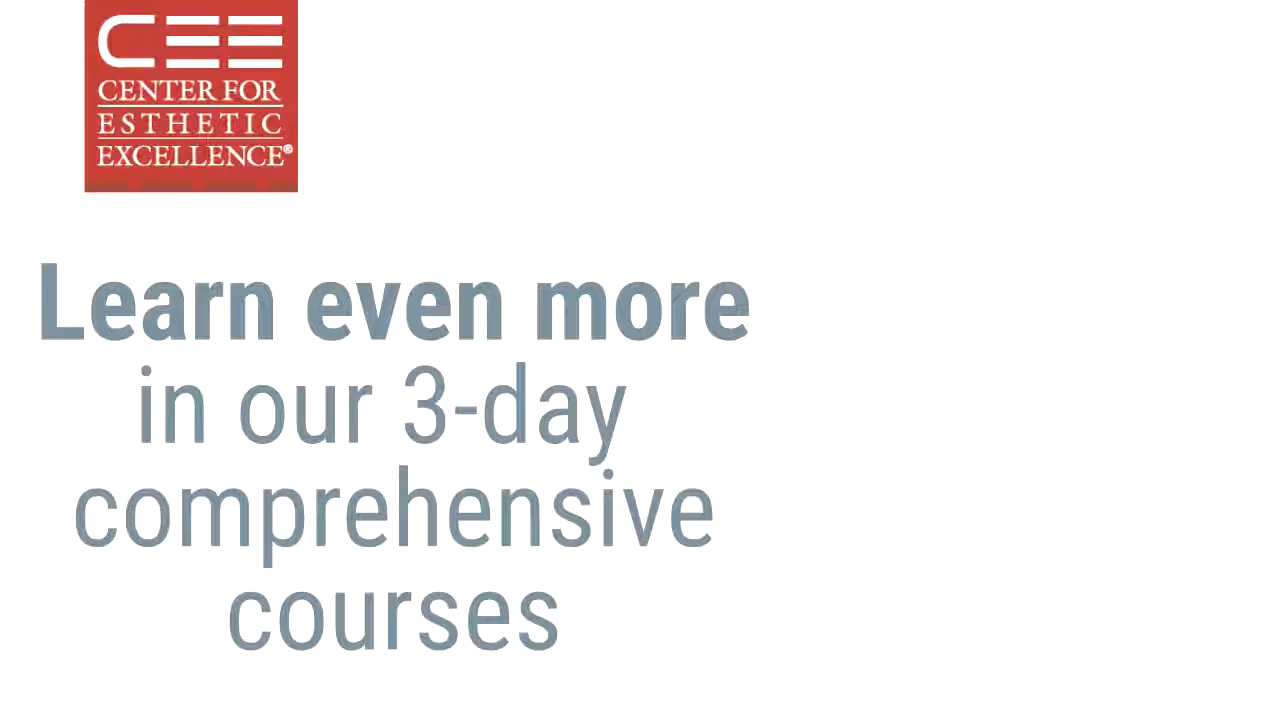 CEE
CENTER FOR
ESTHETIC
EXCELLENCE®
Learn even more
in our 3-day
comprehensive
courses